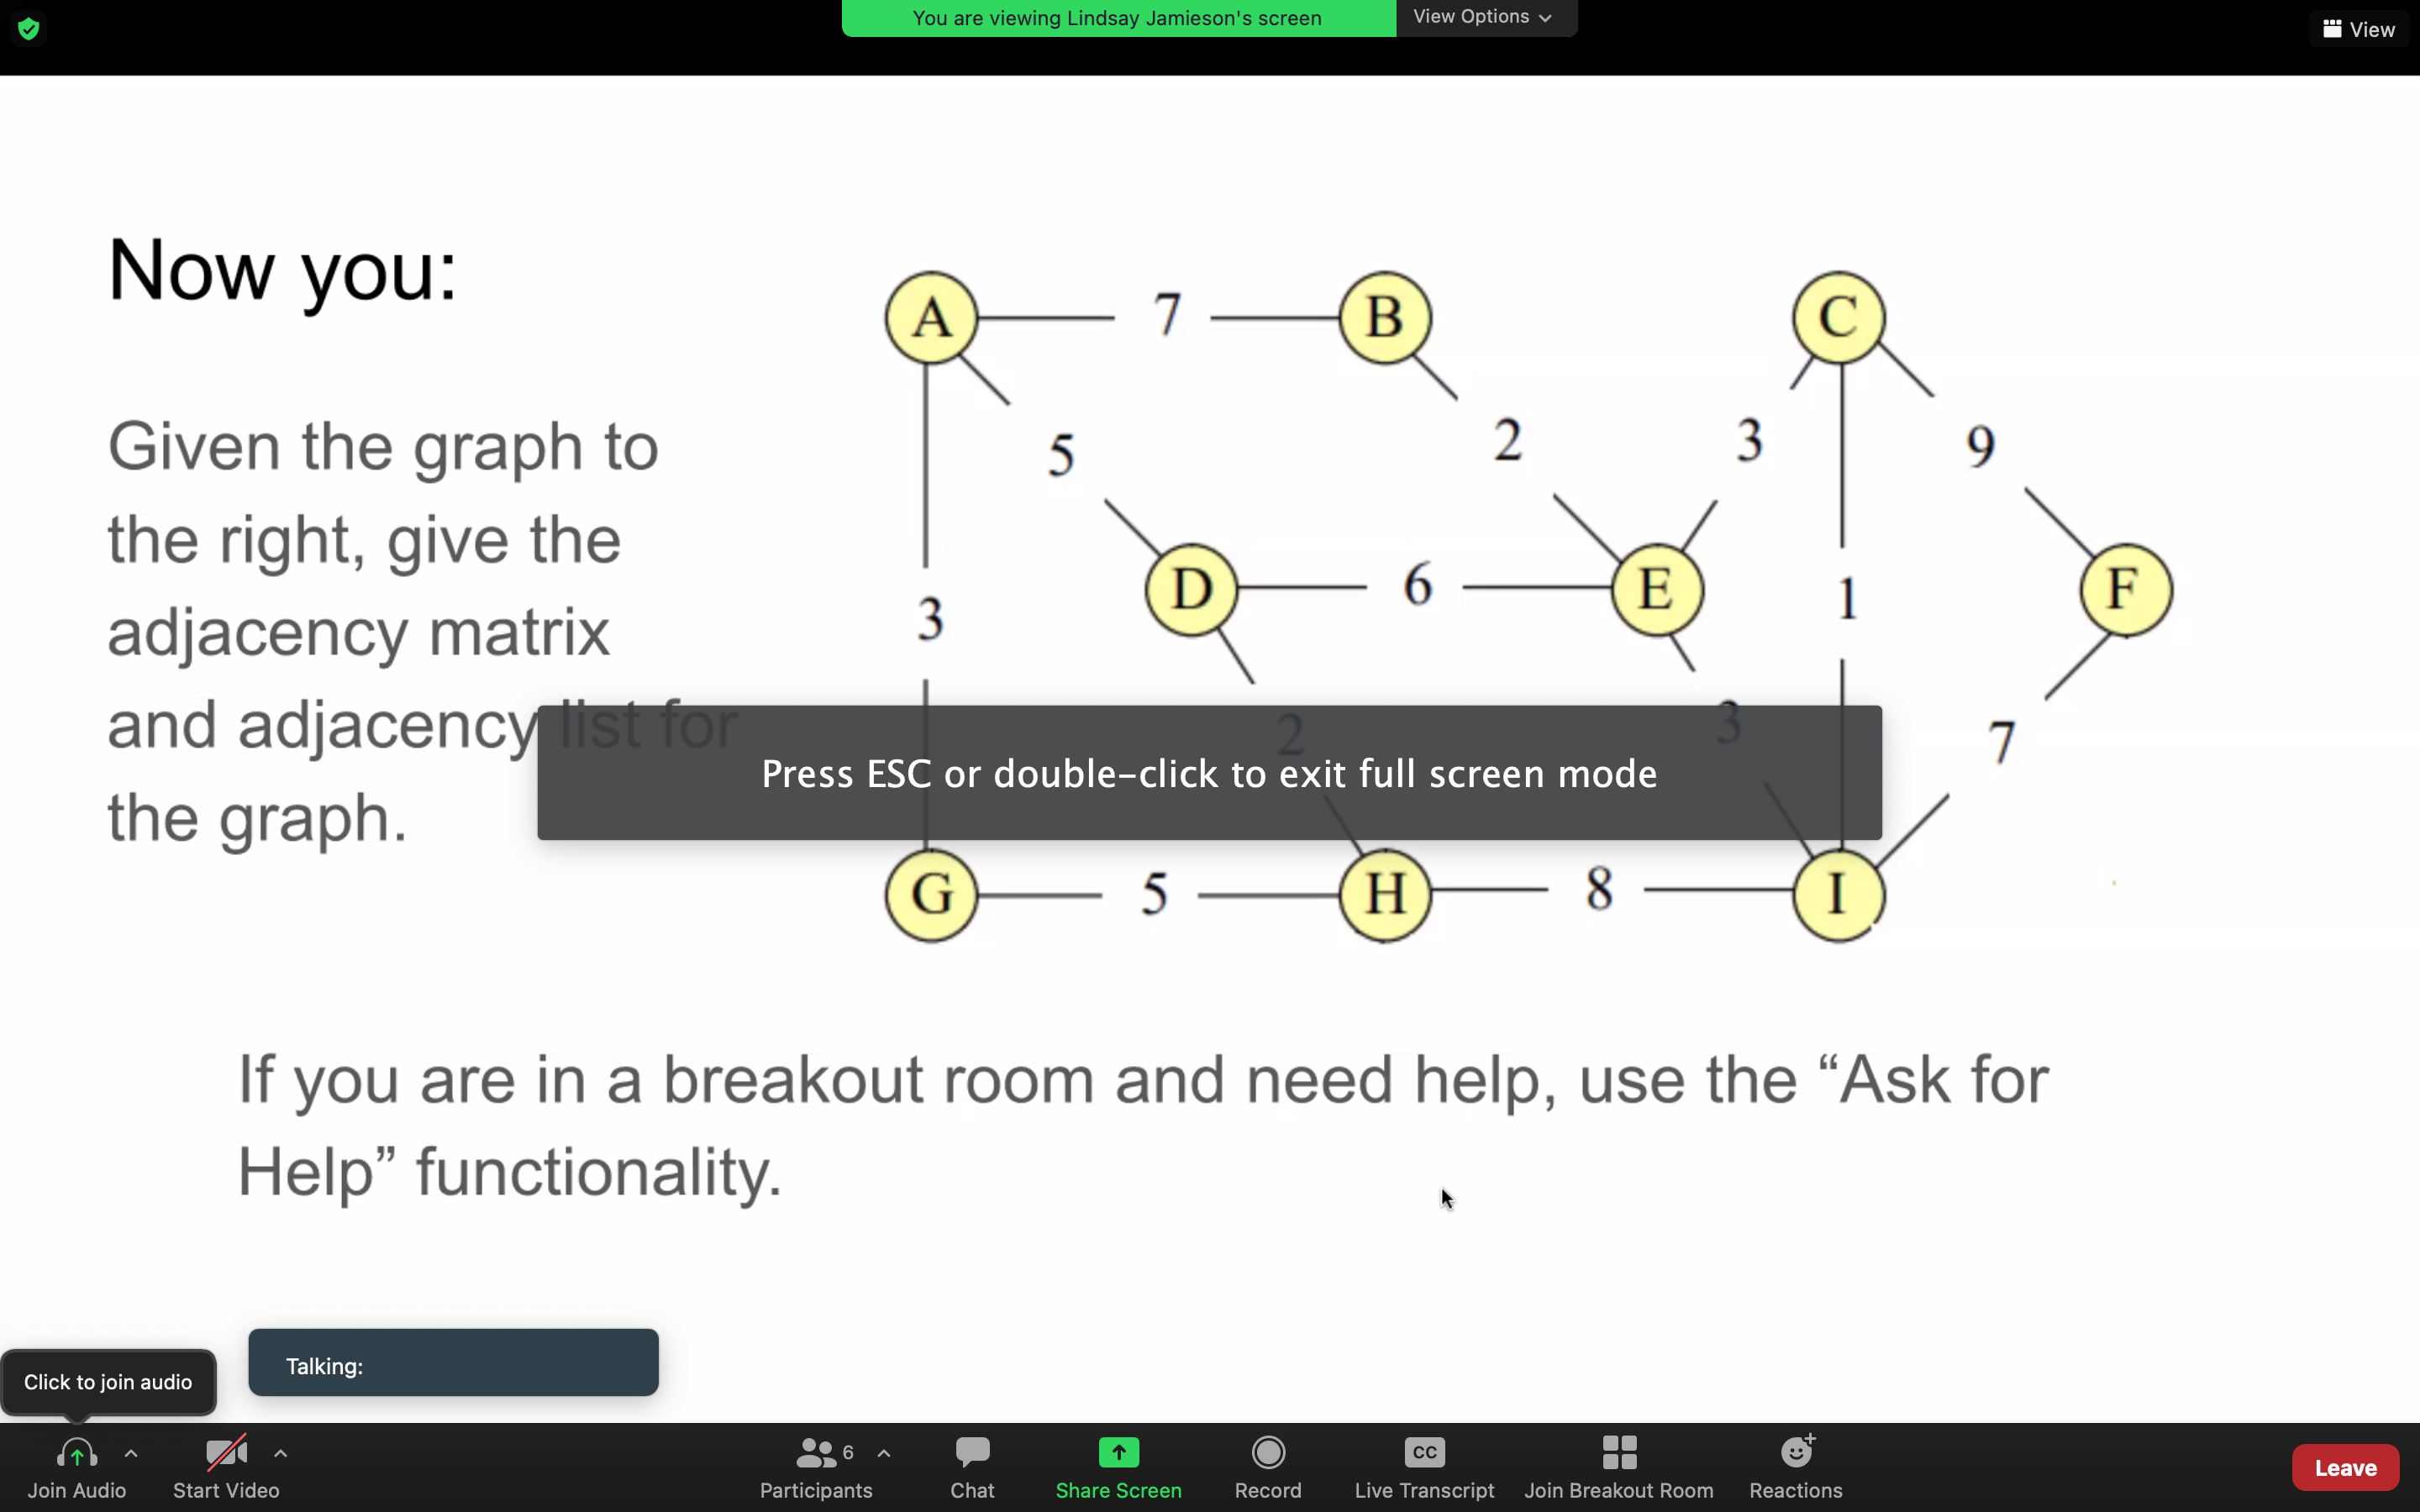 You are viewing Lindsay Jamieson's screen
View Options
View
Now you:
Given the graph to
the right, give the
adjacency matrix
and adjacency list for
the graph.
A 7 B C
5 2 3 9
3 D 6 E 1 F
2 3 7
Press ESC or double-click to exit full screen mode
G 5 H 8 I
If you are in a breakout room and need help, use the “Ask for
Help” functionality.
Talking:
Click to join audio
6
CC
Join Audio Start Video Participants Chat Share Screen Record Live Transcript Join Breakout Room Reactions Leave